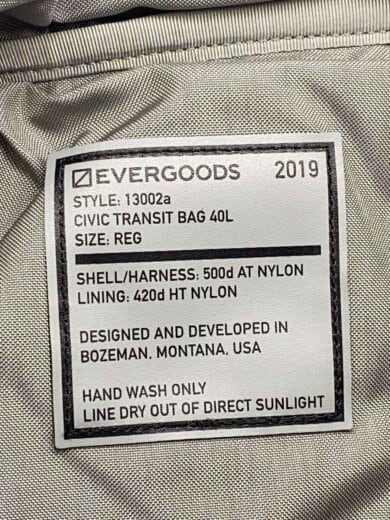 EVERGOODS 2019
STYLE: 13002a
CIVIC TRANSIT BAG 40L
SIZE: REG
SHELL/HARNESS: 500d AT NYLON
LINING: 420d HT NYLON
DESIGNED AND DEVELOPED IN
BOZEMAN, MONTANA, USA
HAND WASH ONLY
LINE DRY OUT OF DIRECT SUNLIGHT